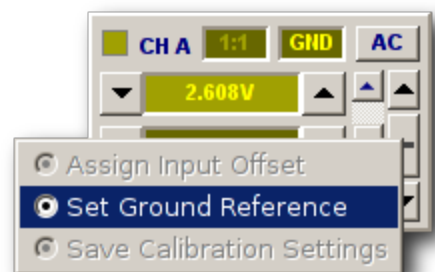 CH A 1:1 GND AC
2.608V
Assign Input Offset
Set Ground Reference
Save Calibration Settings